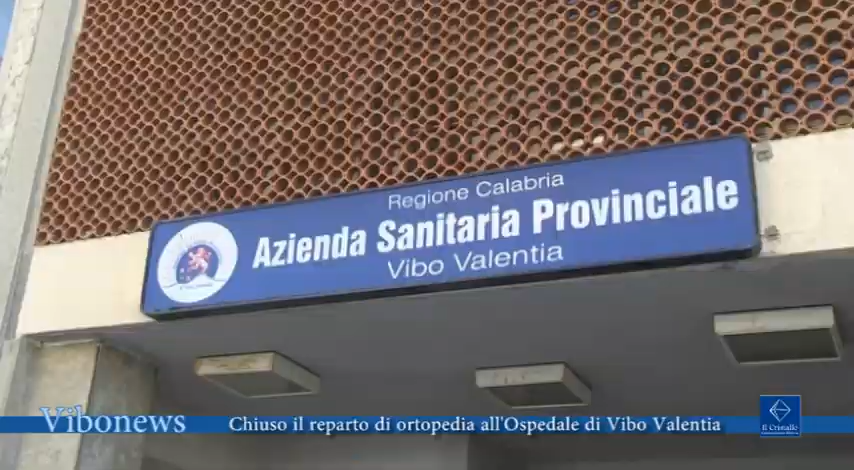 Regione Calabria
Azienda Sanitaria Provinciale
Vibo Valentia
Vibonews
Chiuso il reparto di ortopedia all'Ospedale di Vibo Valentia
Il Cristallo